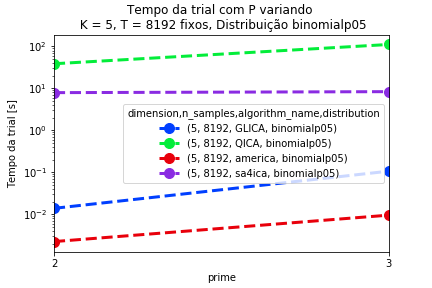 Tempo da trial com P variando
K = 5, T = 8192 fixos, Distribuição binomialp05
Tempo da trial [s]
10²
10¹
10⁰
10⁻¹
10⁻²
dimension,n_samples,algorithm_name,distribution
(5, 8192, GLICA, binomialp05)
(5, 8192, QICA, binomialp05)
(5, 8192, america, binomialp05)
(5, 8192, sa4ica, binomialp05)
2
3
prime